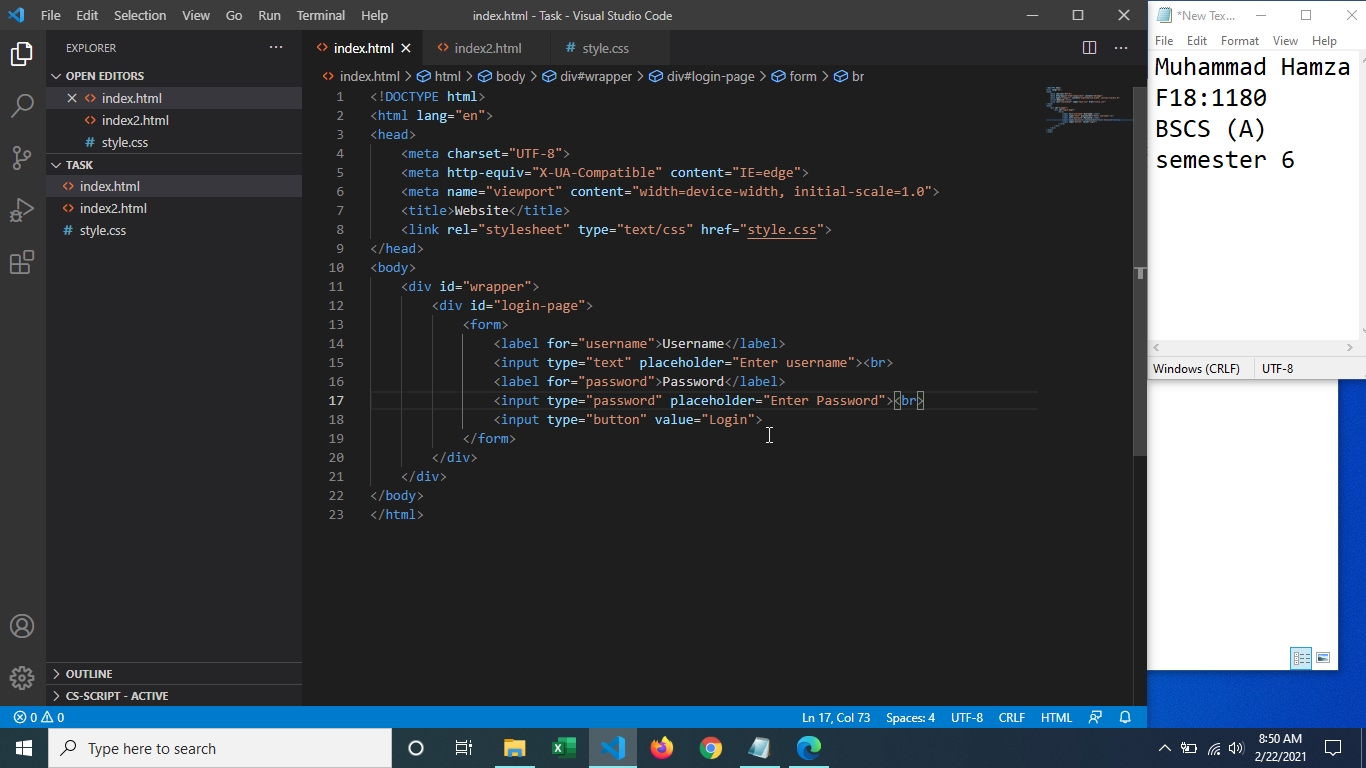 File Edit Selection View Go Run Terminal Help
index.html - Task - Visual Studio Code
EXPLORER
OPEN EDITORS
index.html
index2.html
style.css
TASK
index.html
index2.html
style.css
OUTLINE
CS-SCRIPT - ACTIVE
index.html index2.html style.css
index.html html body div#wrapper div#login-page form br
1 <!DOCTYPE html>
2 <html lang="en">
3 <head>
4 <meta charset="UTF-8">
5 <meta http-equiv="X-UA-Compatible" content="IE=edge">
6 <meta name="viewport" content="width=device-width, initial-scale=1.0">
7 <title>Website</title>
8 <link rel="stylesheet" type="text/css" href="style.css">
9 </head>
10 <body>
11 <div id="wrapper">
12 <div id="login-page">
13 <form>
14 <label for="username">Username</label>
15 <input type="text" placeholder="Enter username"><br>
16 <label for="password">Password</label>
17 <input type="password" placeholder="Enter Password"><br>
18 <input type="button" value="Login">
19 </form>
20 </div>
21 </div>
22 </body>
23 </html>
0 0
Ln 17, Col 73 Spaces: 4 UTF-8 CRLF HTML
*New Tex...
File Edit Format View Help
Muhammad Hamza
F18:1180
BSCS (A)
semester 6
Windows (CRLF) UTF-8
Type here to search
8:50 AM
2/22/2021